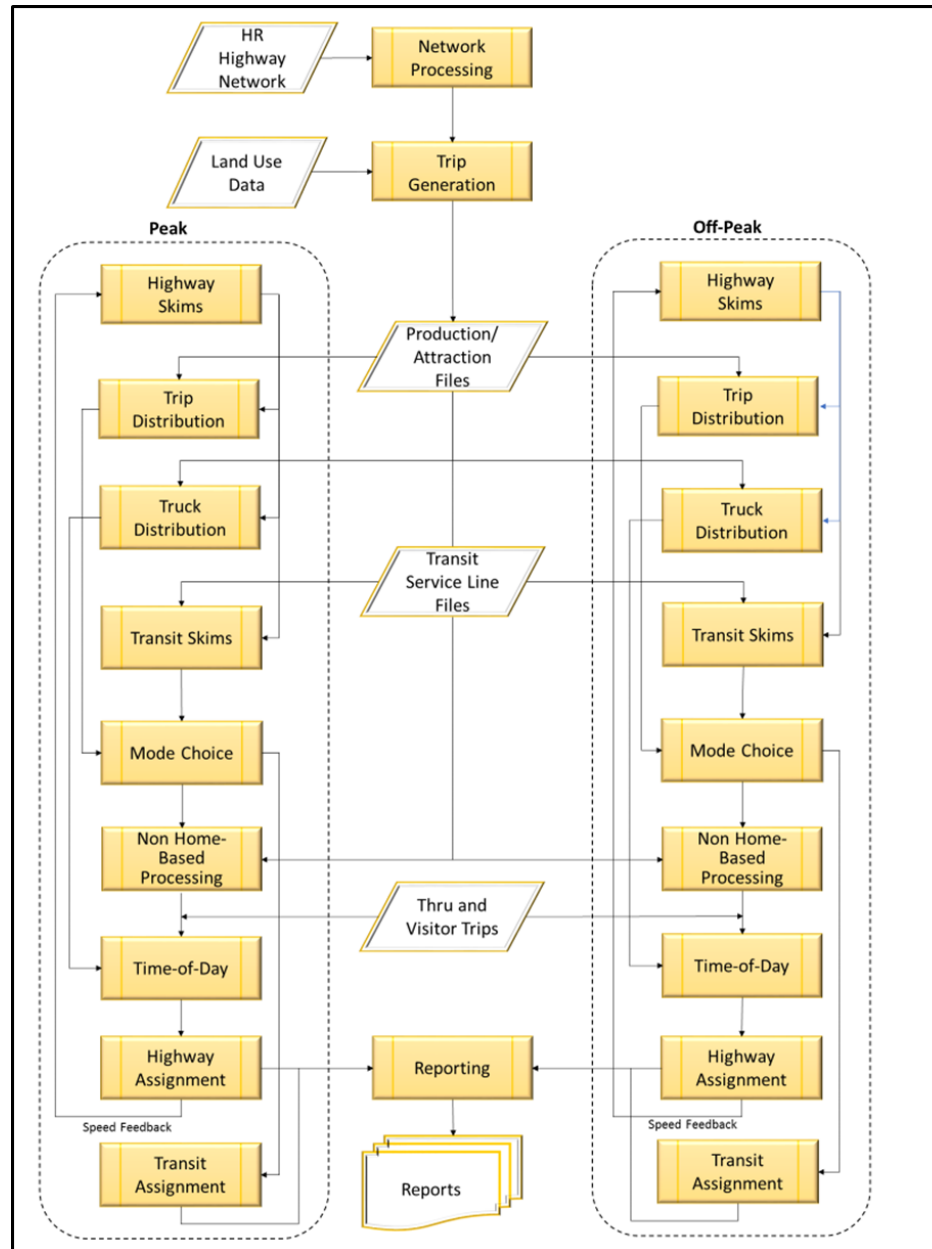 HR
Highway
Network
Network
Processing
Land Use
Data
Trip
Generation
Peak
Off-Peak
Highway
Skims
Highway
Skims
Production/
Attraction
Files
Trip
Distribution
Trip
Distribution
Truck
Distribution
Truck
Distribution
Transit
Service Line
Files
Transit Skims
Transit Skims
Mode Choice
Mode Choice
Non Home-
Based
Processing
Non Home-
Based
Processing
Thru and
Visitor Trips
Time-of-Day
Time-of-Day
Highway
Assignment
Reporting
Highway
Assignment
Speed Feedback
Speed Feedback
Transit
Assignment
Reports
Transit
Assignment